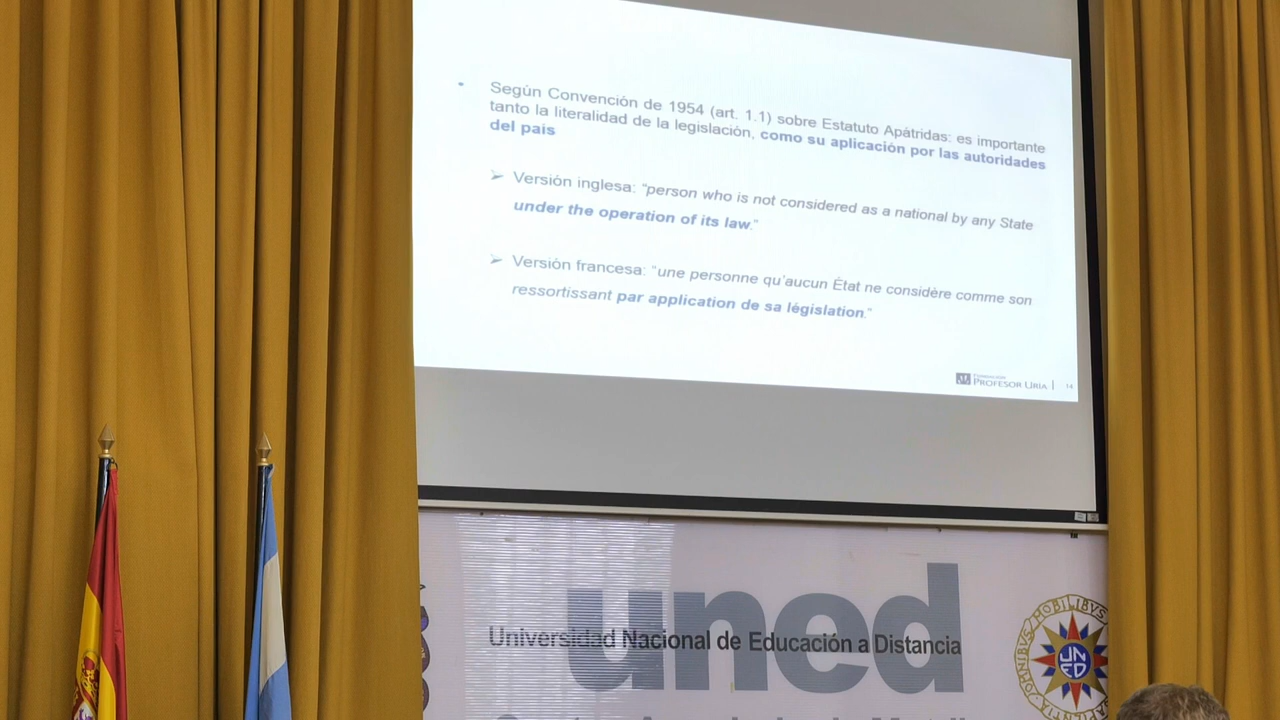 Según Convención de 1954 (art. 1.1) sobre Estatuto Apátridas: es importante
tanto la literalidad de la legislación, como su aplicación por las autoridades
del país
Versión inglesa: “person who is not considered as a national by any State
under the operation of its law.”
Versión francesa: “une personne qu’aucun État ne considère comme son
ressortissant par application de sa législation.”
PROFESOR URÍA | 14
uned
Universidad Nacional de Educación a Distancia
MOBILIBVS
UNED